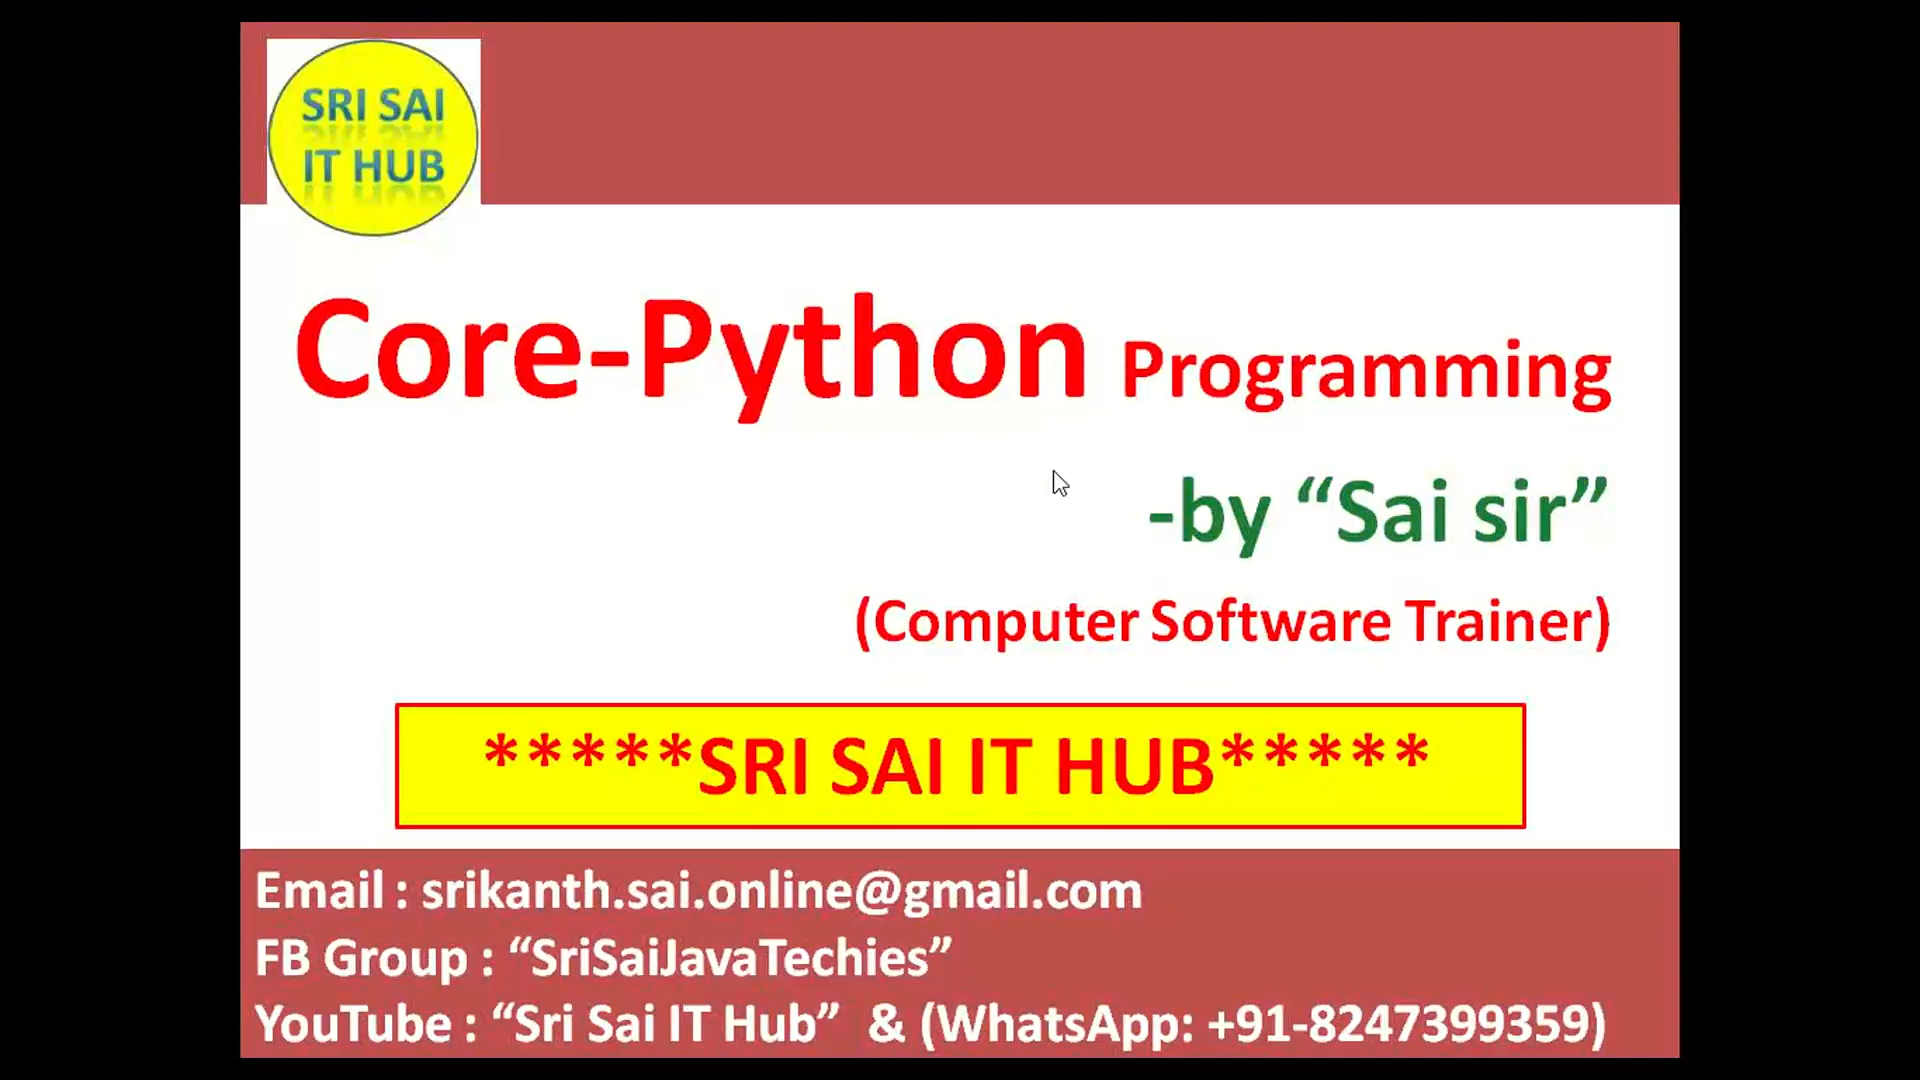 SRI SAI
IT HUB
Core-Python Programming
-by “Sai sir”
(Computer Software Trainer)
*****SRI SAI IT HUB*****
Email : srikanth.sai.online@gmail.com
FB Group : “SriSaiJavaTechies”
YouTube : “Sri Sai IT Hub” & (WhatsApp: +91-8247399359)